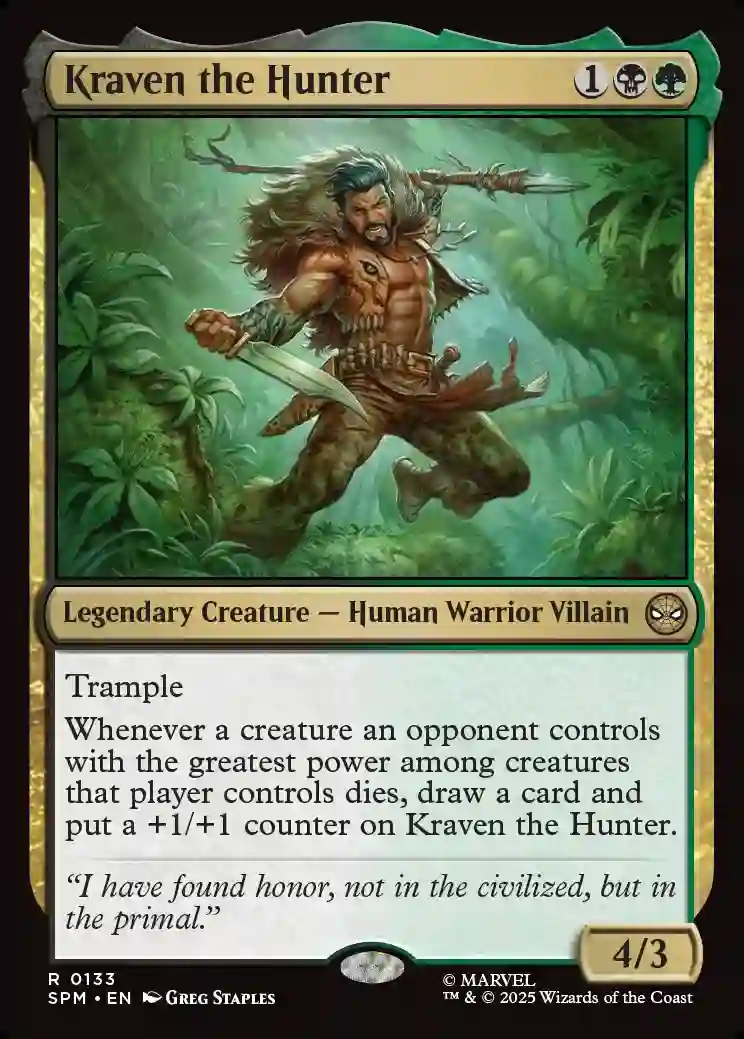 Kraven the Hunter 1
Legendary Creature — Human Warrior Villain
Trample
Whenever a creature an opponent controls
with the greatest power among creatures
that player controls dies, draw a card and
put a +1/+1 counter on Kraven the Hunter.
“I have found honor, not in the civilized, but in
the primal.”
4/3
R 0133
SPM • EN Greg Staples
© MARVEL
™ & © 2025 Wizards of the Coast